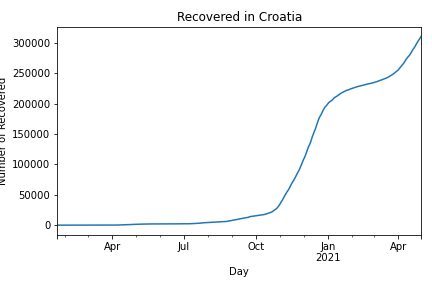 Recovered in Croatia
Number of Recovered
300000
250000
200000
150000
100000
50000
0
Apr
Jul
Oct
Jan
2021
Apr
Day